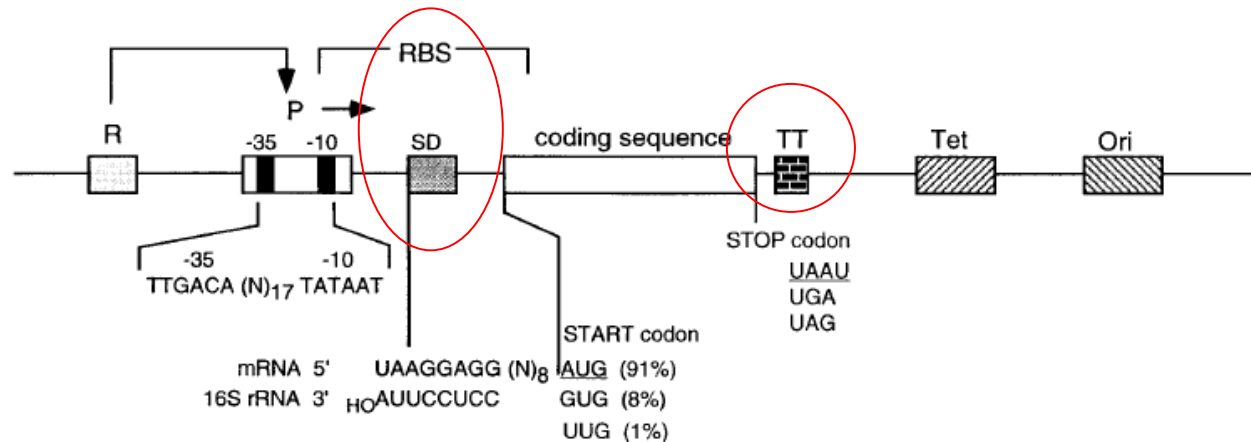 RBS
P
R -35 -10 SD coding sequence TT Tet Ori
-35 -10
TTGACA (N)17 TATAAT
STOP codon
UAAU
UGA
UAG
START codon
mRNA 5' UAAGGAGG (N)8 AUG (91%)
16S rRNA 3' HOAUUCCUCC GUG (8%)
UUG (1%)